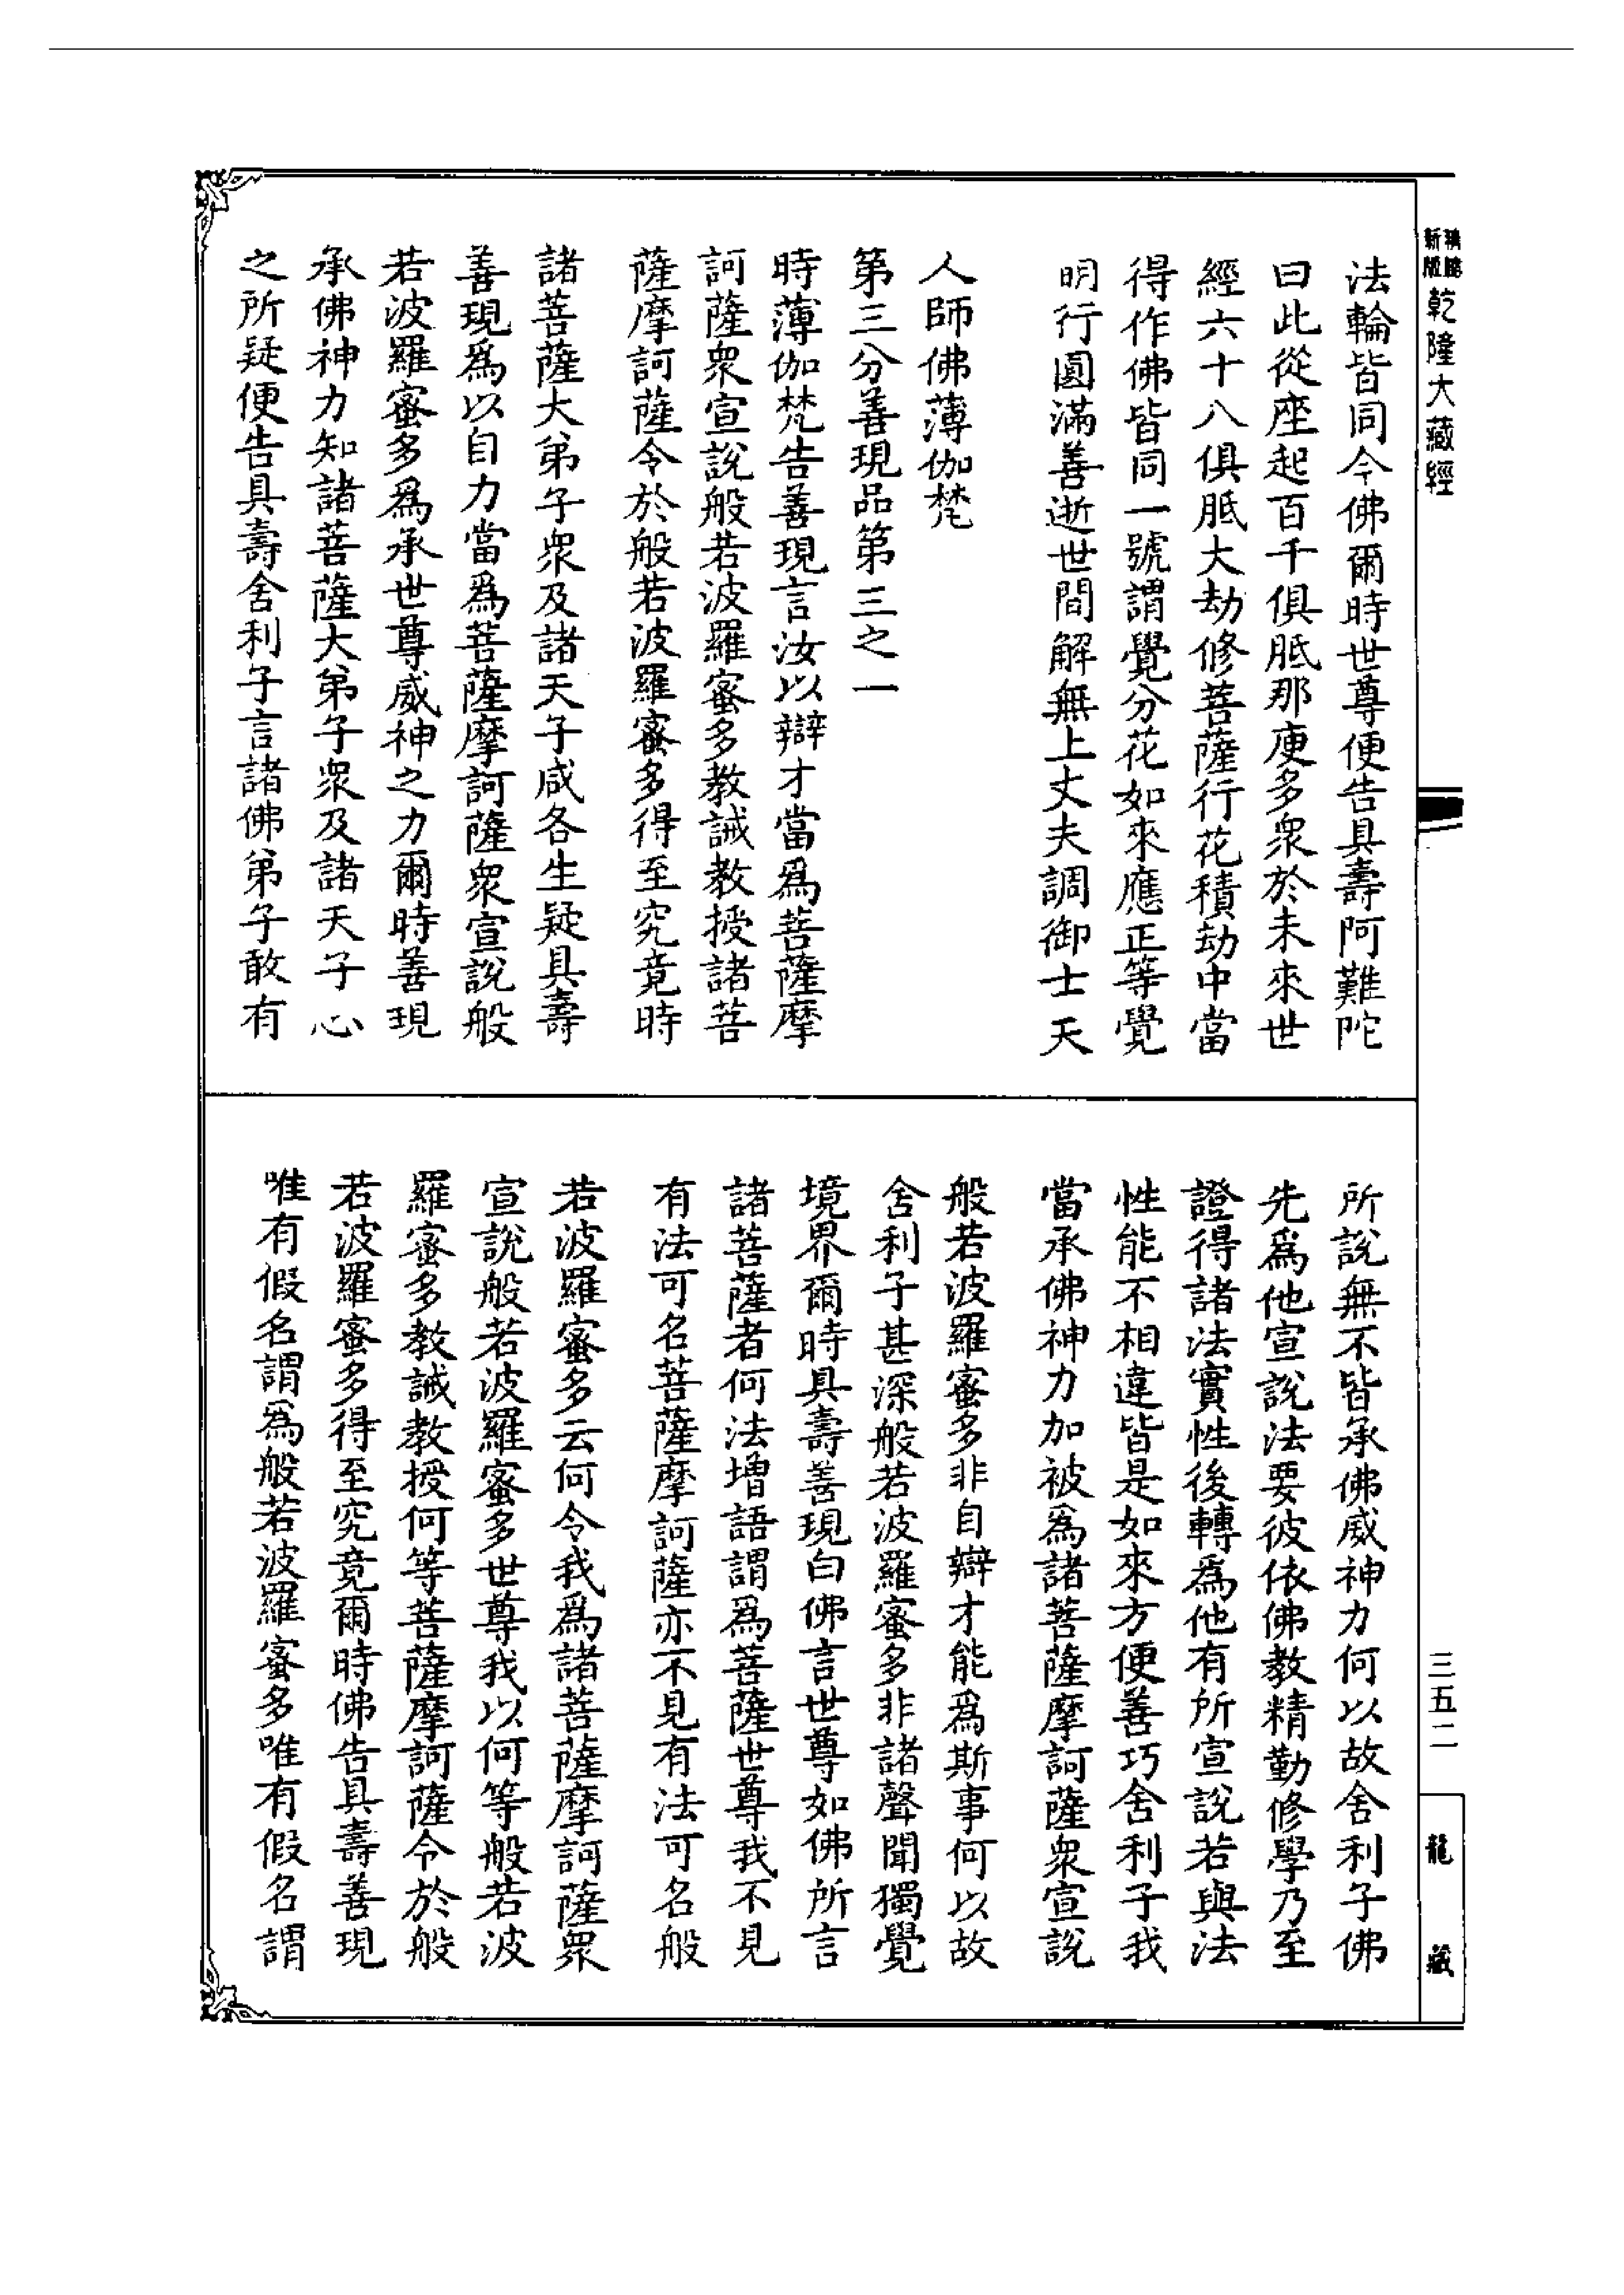 新版
乾隆大藏經
法輪皆同今佛爾時世尊便告具壽阿難陀
曰此從座起百千俱胝那庾多衆於未來世
經六十八俱胝大劫修菩薩行花積劫中當
得作佛皆同一號謂覺分花如來應正等覺
明行圓滿善逝世間解無上丈夫調御士天
人師佛薄伽梵
第三分善現品第三之一
時薄伽梵告善現言汝以辯才當爲菩薩摩
訶薩衆宣說般若波羅蜜多教誡教授諸菩
薩摩訶薩令於般若波羅蜜多得至究竟時
諸菩薩大弟子衆及諸天子咸各生疑具壽
善現爲以自力當爲菩薩摩訶薩衆宣說般
若波羅蜜多爲承世尊威神之力爾時善現
承佛神力知諸菩薩大弟子衆及諸天子心
之所疑便告具壽舍利子言諸佛弟子敢有
所說無不皆承佛威神力何以故舍利子佛
先爲他宣說法要彼依佛教精勤修學乃至
證得諸法實性後轉爲他有所宣說若與法
性能不相違皆是如來方便善巧舍利子我
當承佛神力加被爲諸菩薩摩訶薩衆宣說
般若波羅蜜多非自辯才能爲斯事何以故
舍利子甚深般若波羅蜜多非諸聲聞獨覺
境界爾時具壽善現白佛言世尊如佛所言
諸菩薩者何法增語謂爲菩薩世尊我不見
有法可名菩薩摩訶薩亦不見有法可名般
若波羅蜜多云何令我爲諸菩薩摩訶薩衆
宣說般若波羅蜜多世尊我以何等般若波
羅蜜多教誡教授何等菩薩摩訶薩令於般
若波羅蜜多得至究竟爾時佛告具壽善現
唯有假名謂爲般若波羅蜜多唯有假名謂
三五二
龍藏